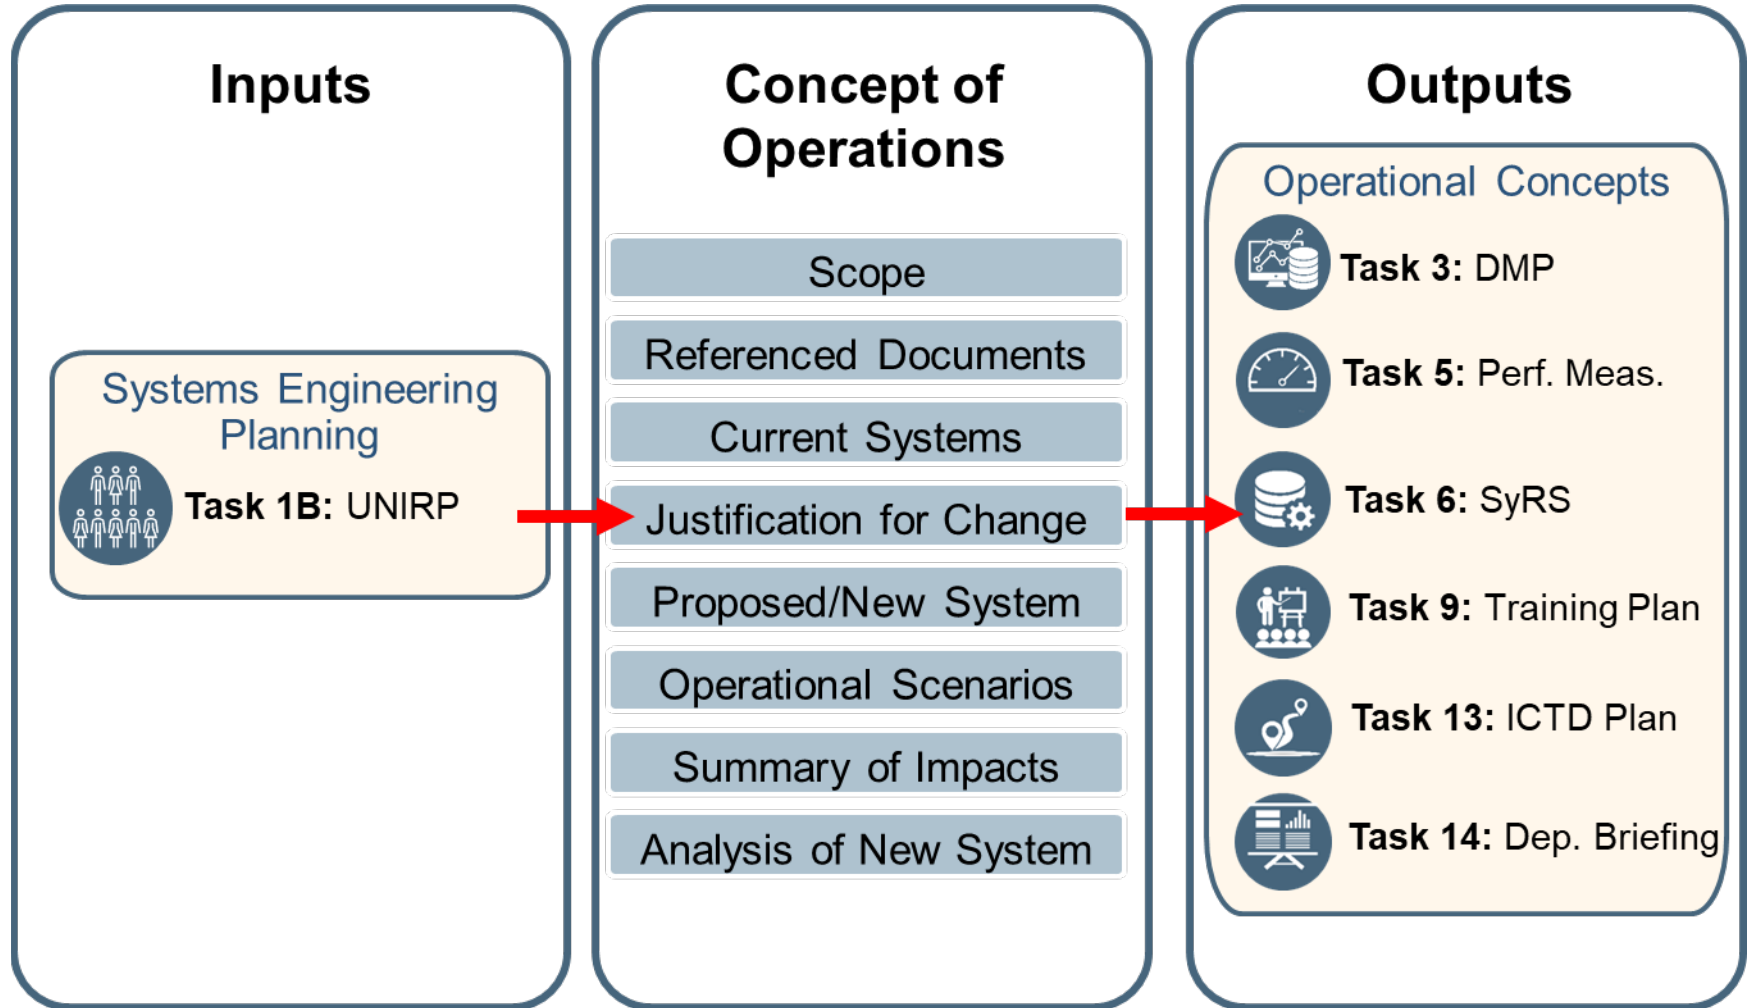 Inputs
Systems Engineering
Planning
Task 1B: UNIRP
Concept of
Operations
Scope
Referenced Documents
Current Systems
Justification for Change
Proposed/New System
Operational Scenarios
Summary of Impacts
Analysis of New System
Outputs
Operational Concepts
Task 3: DMP
Task 5: Perf. Meas.
Task 6: SyRS
Task 9: Training Plan
Task 13: ICTD Plan
Task 14: Dep. Briefing